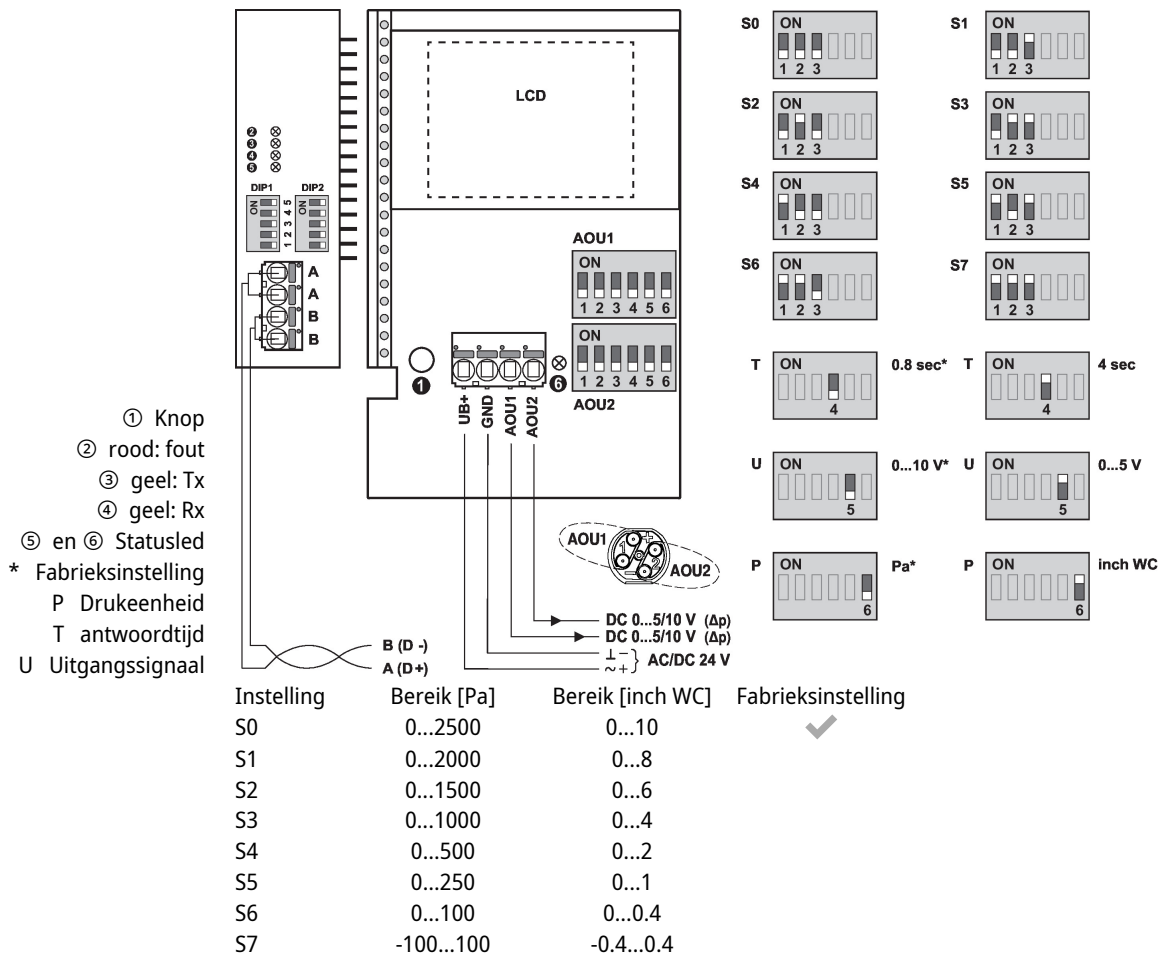 LCD
❷
❸
❹
❺
DIP1 DIP2
ON ON
1 2 3 4 5
A
A
B
B
AOU1
ON
1 2 3 4 5 6
ON
1 2 3 4 5 6
AOU2
❶
❻
UB+ GND AOU1 AOU2
① Knop
② rood: fout
③ geel: Tx
④ geel: Rx
⑤ en ⑥ Statusled
* Fabrieksinstelling
P Drukeenheid
T antwoordtijd
U Uitgangssignaal
AOU1 1 + 2 − AOU2
DC 0...5/10 V (Δp)
DC 0...5/10 V (Δp)
⊥ −
~ + } AC/DC 24 V
B (D -)
A (D+)
S0 ON
1 2 3
S1 ON
1 2 3
S2 ON
1 2 3
S3 ON
1 2 3
S4 ON
1 2 3
S5 ON
1 2 3
S6 ON
1 2 3
S7 ON
1 2 3
T ON 0.8 sec*
4
T ON 4 sec
4
U ON 0...10 V*
5
U ON 0...5 V
5
P ON Pa*
6
P ON inch WC
6
Instelling Bereik [Pa] Bereik [inch WC] Fabrieksinstelling
S0 0...2500 0...10 ✔
S1 0...2000 0...8
S2 0...1500 0...6
S3 0...1000 0...4
S4 0...500 0...2
S5 0...250 0...1
S6 0...100 0...0.4
S7 -100...100 -0.4...0.4